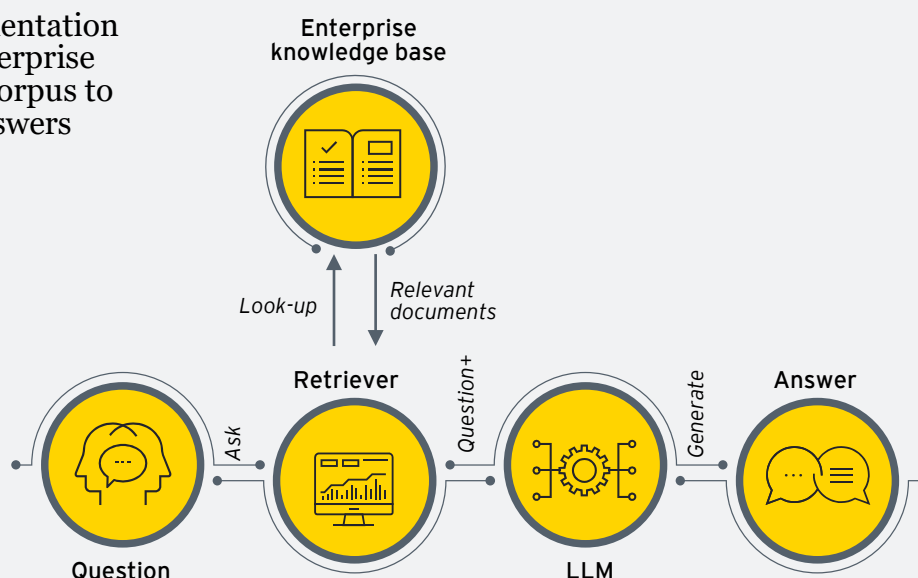 entation
erprise
orpus to
swers
Enterprise
knowledge base
Look-up
Relevant
documents
Retriever
Answer
Ask
Question+
Generate
Question
LLM